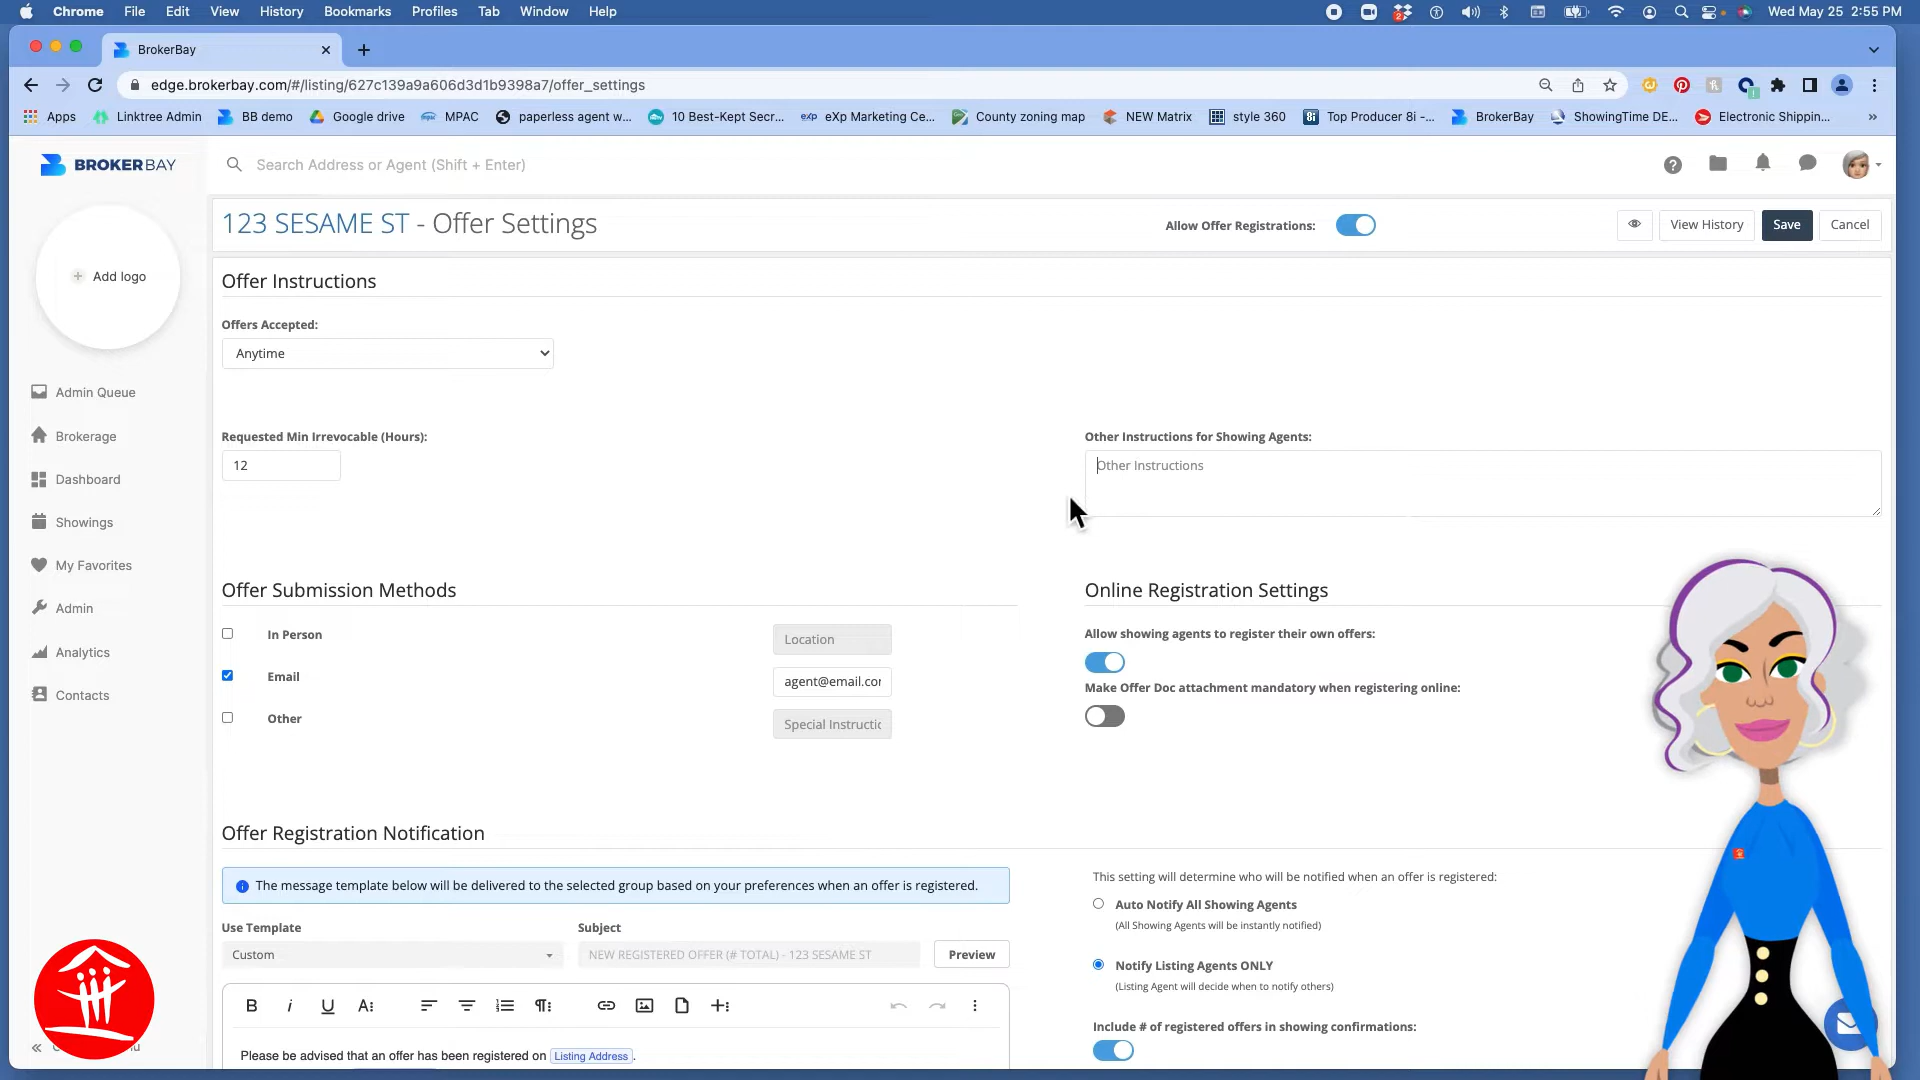 Chrome File Edit View History Bookmarks Profiles Tab Window Help
Wed May 25 2:55 PM
BrokerBay
edge.brokerbay.com/#/listing/627c139a9a606d3d1b9398a7/offer_settings
Apps Linktree Admin BB demo Google drive MPAC paperless agent w... 10 Best-Kept Secr... eXp Marketing Ce... County zoning map NEW Matrix style 360 Top Producer 8i -... BrokerBay ShowingTime DE... Electronic Shippin... »
BROKERBAY
Search Address or Agent (Shift + Enter)
123 SESAME ST - Offer Settings
Allow Offer Registrations:
View History
Save
Cancel
+ Add logo
Admin Queue
Brokerage
Dashboard
Showings
My Favorites
Admin
Analytics
Contacts
Offer Instructions
Offers Accepted:
Anytime
Requested Min Irrevocable (Hours):
12
Other Instructions for Showing Agents:
Other Instructions
Offer Submission Methods
In Person
Location
Email
agent@email.cor
Other
Special Instructic
Online Registration Settings
Allow showing agents to register their own offers:
Make Offer Doc attachment mandatory when registering online:
Offer Registration Notification
The message template below will be delivered to the selected group based on your preferences when an offer is registered.
Use Template
Subject
Custom
NEW REGISTERED OFFER (# TOTAL) - 123 SESAME ST
Preview
Please be advised that an offer has been registered on Listing Address.
This setting will determine who will be notified when an offer is registered:
Auto Notify All Showing Agents
(All Showing Agents will be instantly notified)
Notify Listing Agents ONLY
(Listing Agent will decide when to notify others)
Include # of registered offers in showing confirmations: